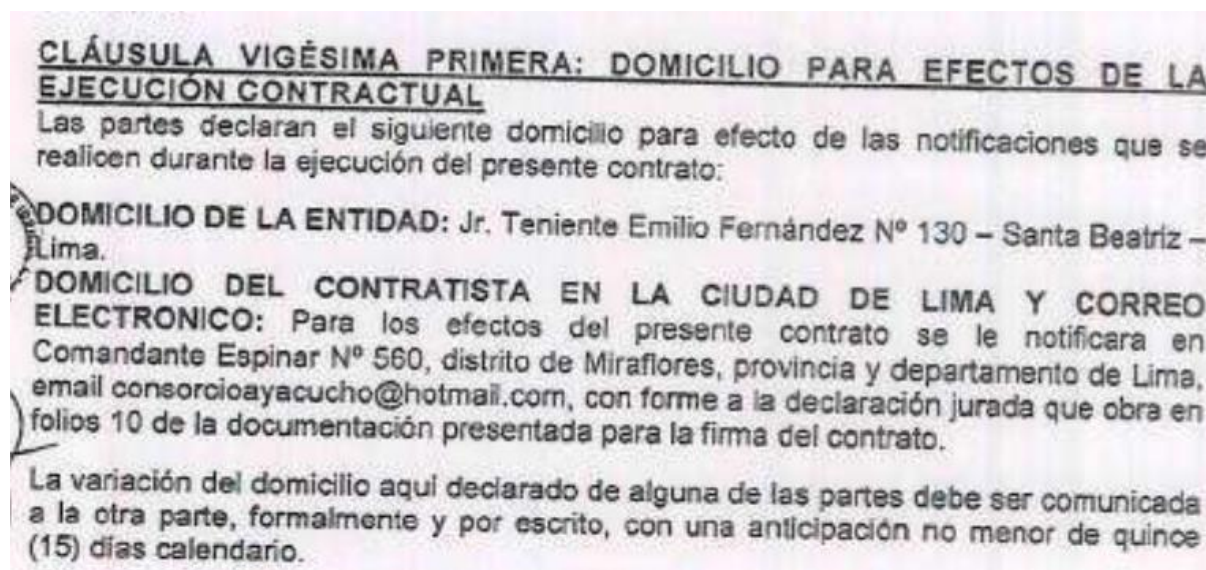 CLÁUSULA VIGÉSIMA PRIMERA: DOMICILIO PARA EFECTOS DE LA
EJECUCIÓN CONTRACTUAL
Las partes declaran el siguiente domicilio para efecto de las notificaciones que se
realicen durante la ejecución del presente contrato:
DOMICILIO DE LA ENTIDAD: Jr. Teniente Emilio Fernández Nº 130 – Santa Beatriz –
Lima.
DOMICILIO DEL CONTRATISTA EN LA CIUDAD DE LIMA Y CORREO
ELECTRONICO: Para los efectos del presente contrato se le notificara en
Comandante Espinar Nº 560, distrito de Miraflores, provincia y departamento de Lima,
email consorcioayacucho@hotmail.com, con forme a la declaración jurada que obra en
folios 10 de la documentación presentada para la firma del contrato.
La variación del domicilio aquí declarado de alguna de las partes debe ser comunicada
a la otra parte, formalmente y por escrito, con una anticipación no menor de quince
(15) días calendario.